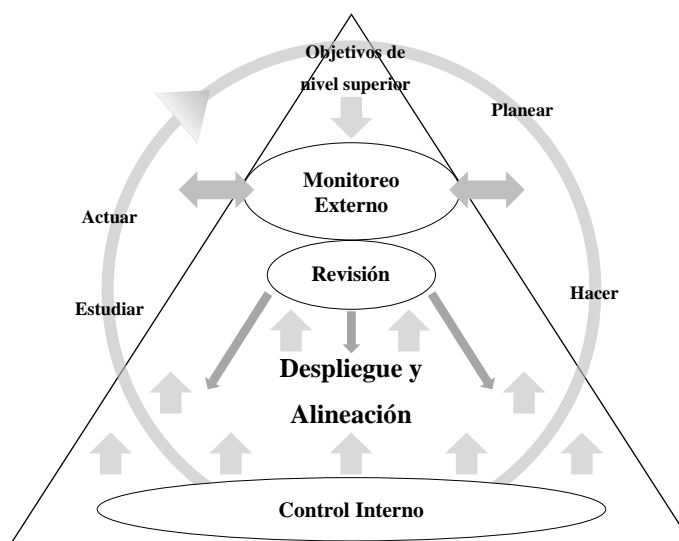 Objetivos de
nivel superior
Planear
Monitoreo
Externo
Actuar
Revisión
Hacer
Estudiar
Despliegue y
Alineación
Control Interno